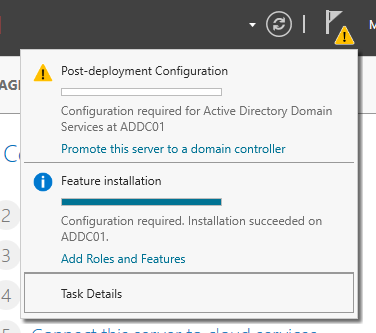 Post-deployment Configuration
Configuration required for Active Directory Domain
Services at ADDC01
Promote this server to a domain controller
Feature installation
Configuration required. Installation succeeded on
ADDC01.
Add Roles and Features
Task Details
2
3
4
5
Connect this server to cloud services